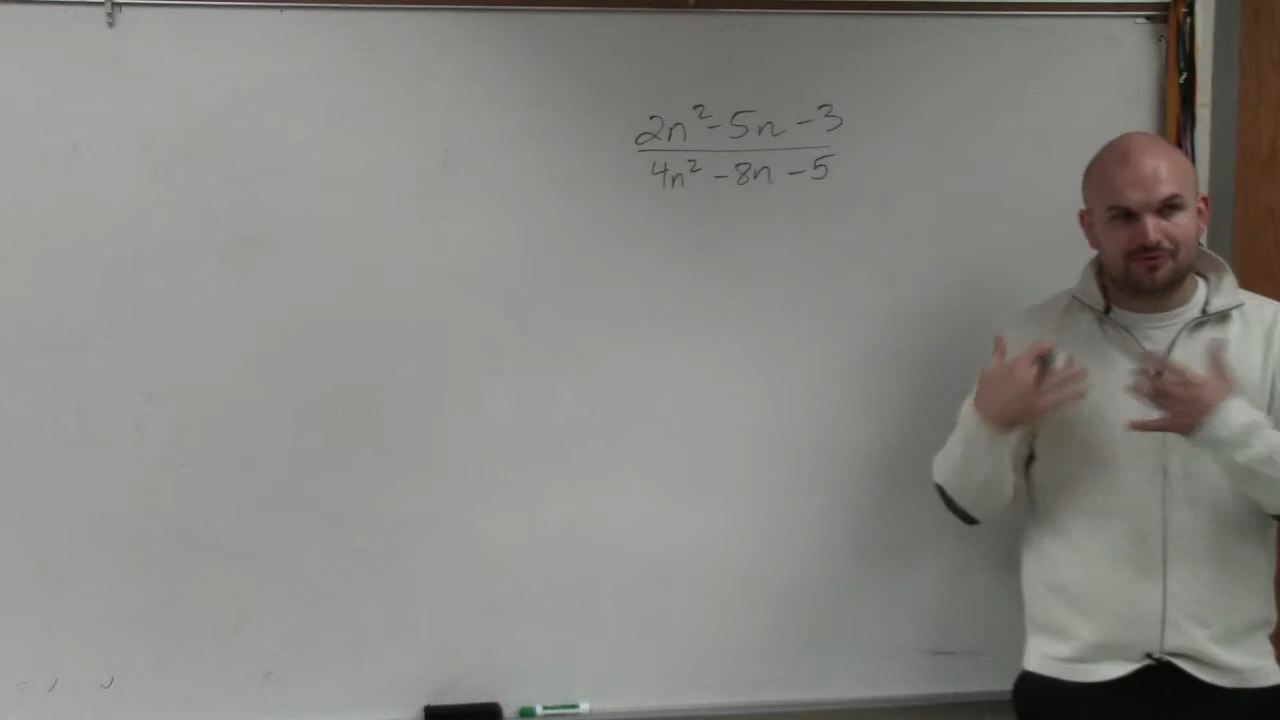 2n² - 5n - 3
4n² - 8n - 5